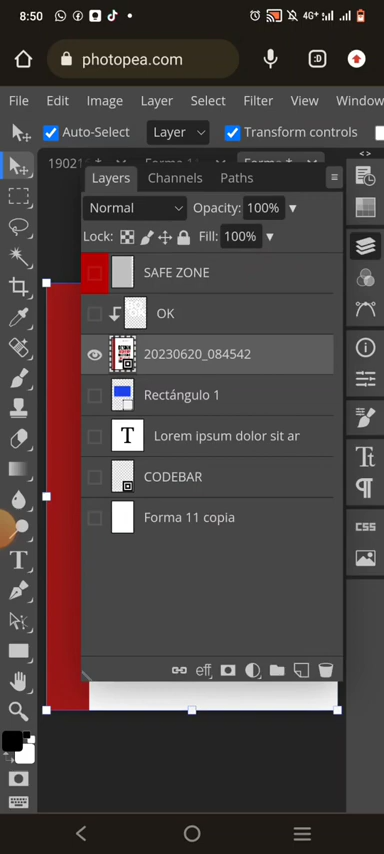 8:50 4G+
photopea.com :D
File Edit Image Layer Select Filter View Window
Auto-Select Layer Transform controls
Layers Channels Paths
Normal Opacity: 100%
Lock: Fill: 100%
SAFE ZONE
OK
20230620_084542
Rectángulo 1
T Lorem ipsum dolor sit ar
CODEBAR
Forma 11 copia
eff
CSS